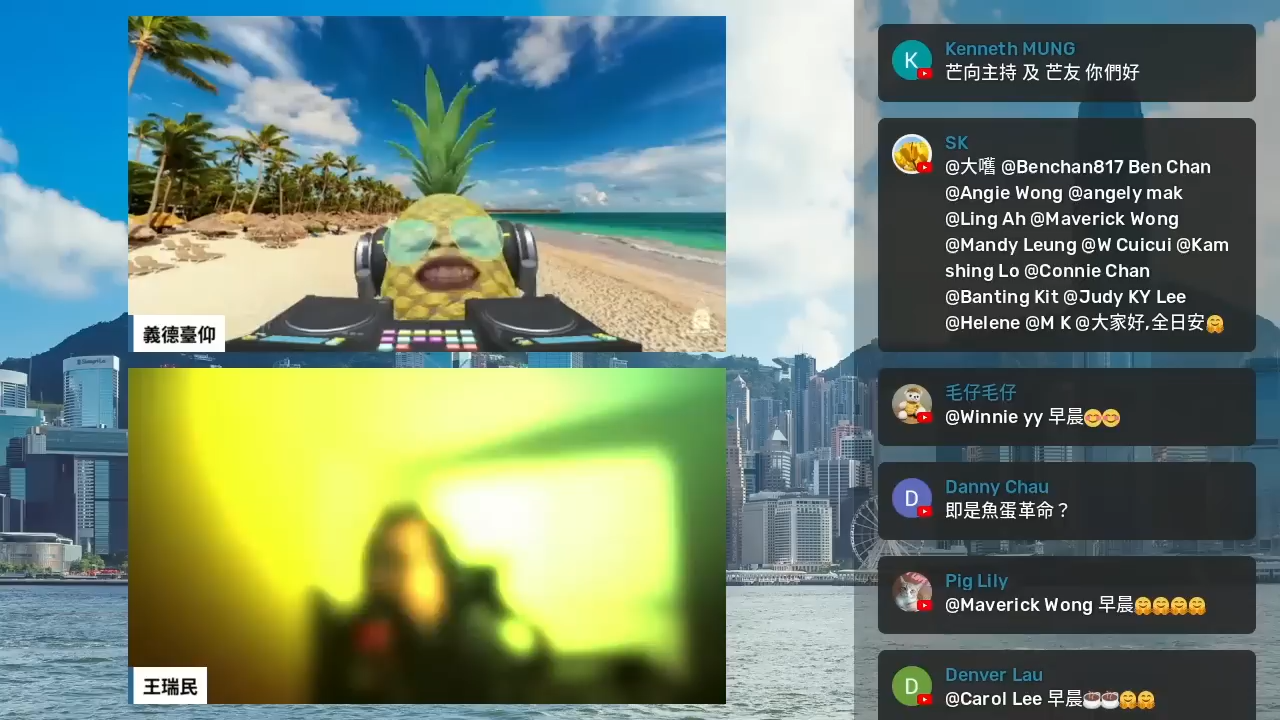 義德臺仰
王瑞民
Kenneth MUNG
芒向主持 及 芒友 你們好
SK
@大嚿 @Benchan817 Ben Chan
@Angie Wong @angely mak
@Ling Ah @Maverick Wong
@Mandy Leung @W Cuicui @Kam
shing Lo @Connie Chan
@Banting Kit @Judy KY Lee
@Helene @M K @大家好,全日安🤗
毛仔毛仔
@Winnie yy 早晨😊😊
Danny Chau
即是魚蛋革命？
Pig Lily
@Maverick Wong 早晨🤗🤗🤗🤗
Denver Lau
@Carol Lee 早晨☕☕🤗🤗